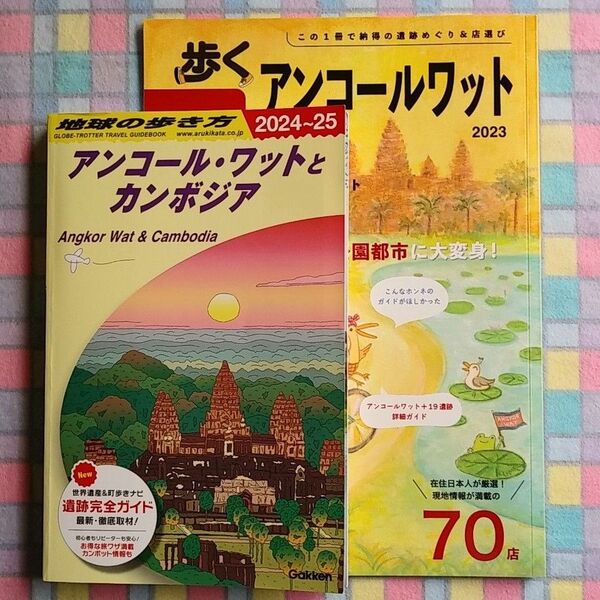 この1冊で納得の遺跡めぐり＆店選び
歩く
アンコールワット
2023
ト
園都市に大変身！
こんなホンネの
ガイドがほしかった
アンコールワット＋19遺跡
詳細ガイド
ANGKOR
WAT
在住日本人が厳選！
現地情報が満載の
70店
地球の歩き方
GLOBE-TROTTER TRAVEL GUIDEBOOK
www.arukikata.co.jp
2024~25
アンコール・ワットと
カンボジア
Angkor Wat & Cambodia
New
世界遺産&町歩きナビ
遺跡完全ガイド
最新・徹底取材！
初心者もリピーターも安心！
お得な旅ワザ満載
カンポット情報も
Gakken